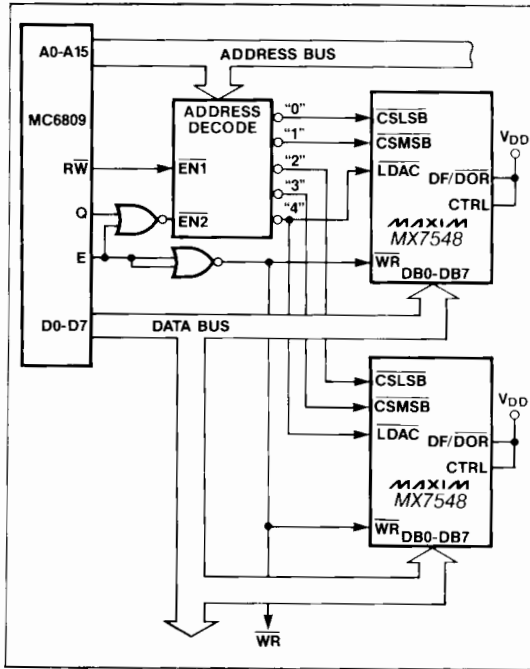 A0-A15
ADDRESS BUS
MC6809
ADDRESS
DECODE
"0"
"1"
"2"
"3"
"4"
RW̅
EN1
Q
EN2
E
D0-D7
DATA BUS
CSLSB
CSMSB
LDAC
DF/DOR
CTRL
MAXIM
MX7548
WR
DB0-DB7
VDD
CSLSB
CSMSB
LDAC
DF/DOR
CTRL
MAXIM
MX7548
WR
DB0-DB7
VDD
WR